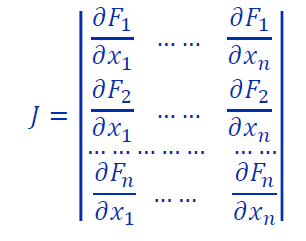 J = | ∂F₁/∂x₁ … … ∂F₁/∂xₙ |
| ∂F₂/∂x₁ … … ∂F₂/∂xₙ |
| … … … … … … … … |
| ∂Fₙ/∂x₁ … … ∂Fₙ/∂xₙ |